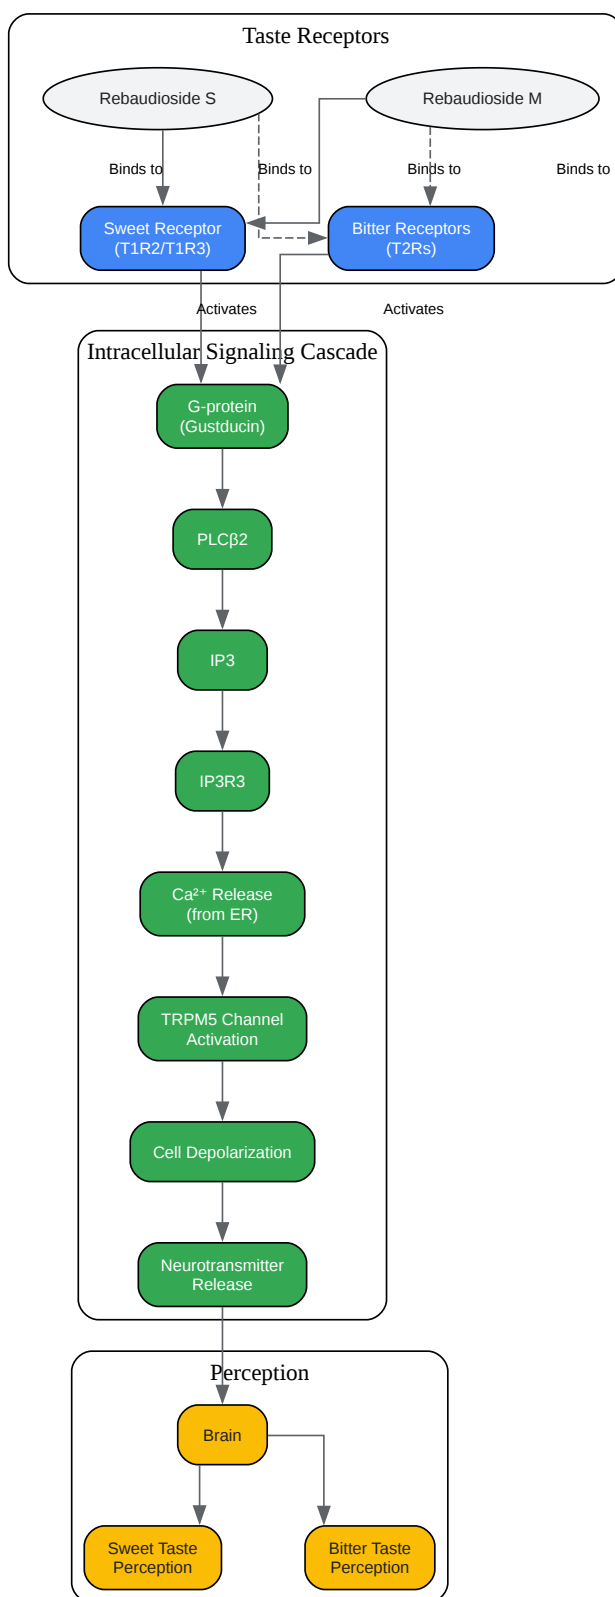 Taste Receptors
Rebaudioside S
Rebaudioside M
Binds to
Binds to
Binds to
Binds to
Sweet Receptor
(T1R2/T1R3)
Bitter Receptors
(T2Rs)
Activates
Activates
Intracellular Signaling Cascade
G-protein
(Gustducin)
PLCβ2
IP3
IP3R3
Ca²⁺ Release
(from ER)
TRPM5 Channel
Activation
Cell Depolarization
Neurotransmitter
Release
Perception
Brain
Sweet Taste
Perception
Bitter Taste
Perception